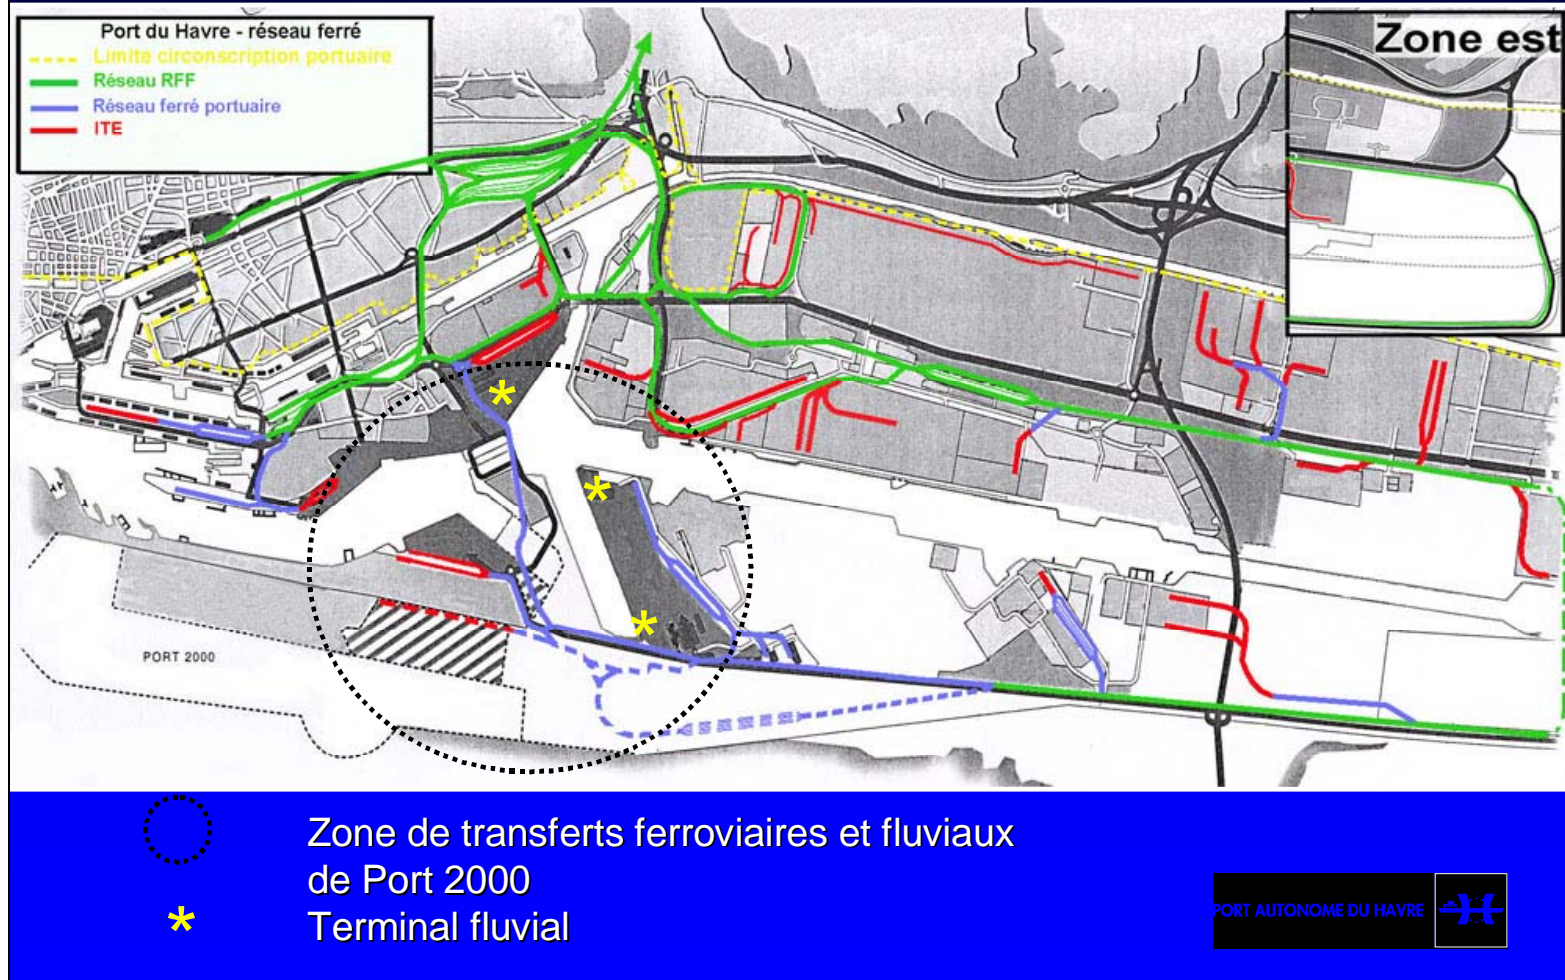 Port du Havre - réseau ferré
Limite circonscription portuaire
Réseau RFF
Réseau ferré portuaire
ITE
Zone est
PORT 2000
Zone de transferts ferroviaires et fluviaux
de Port 2000
* Terminal fluvial
PORT AUTONOME DU HAVRE